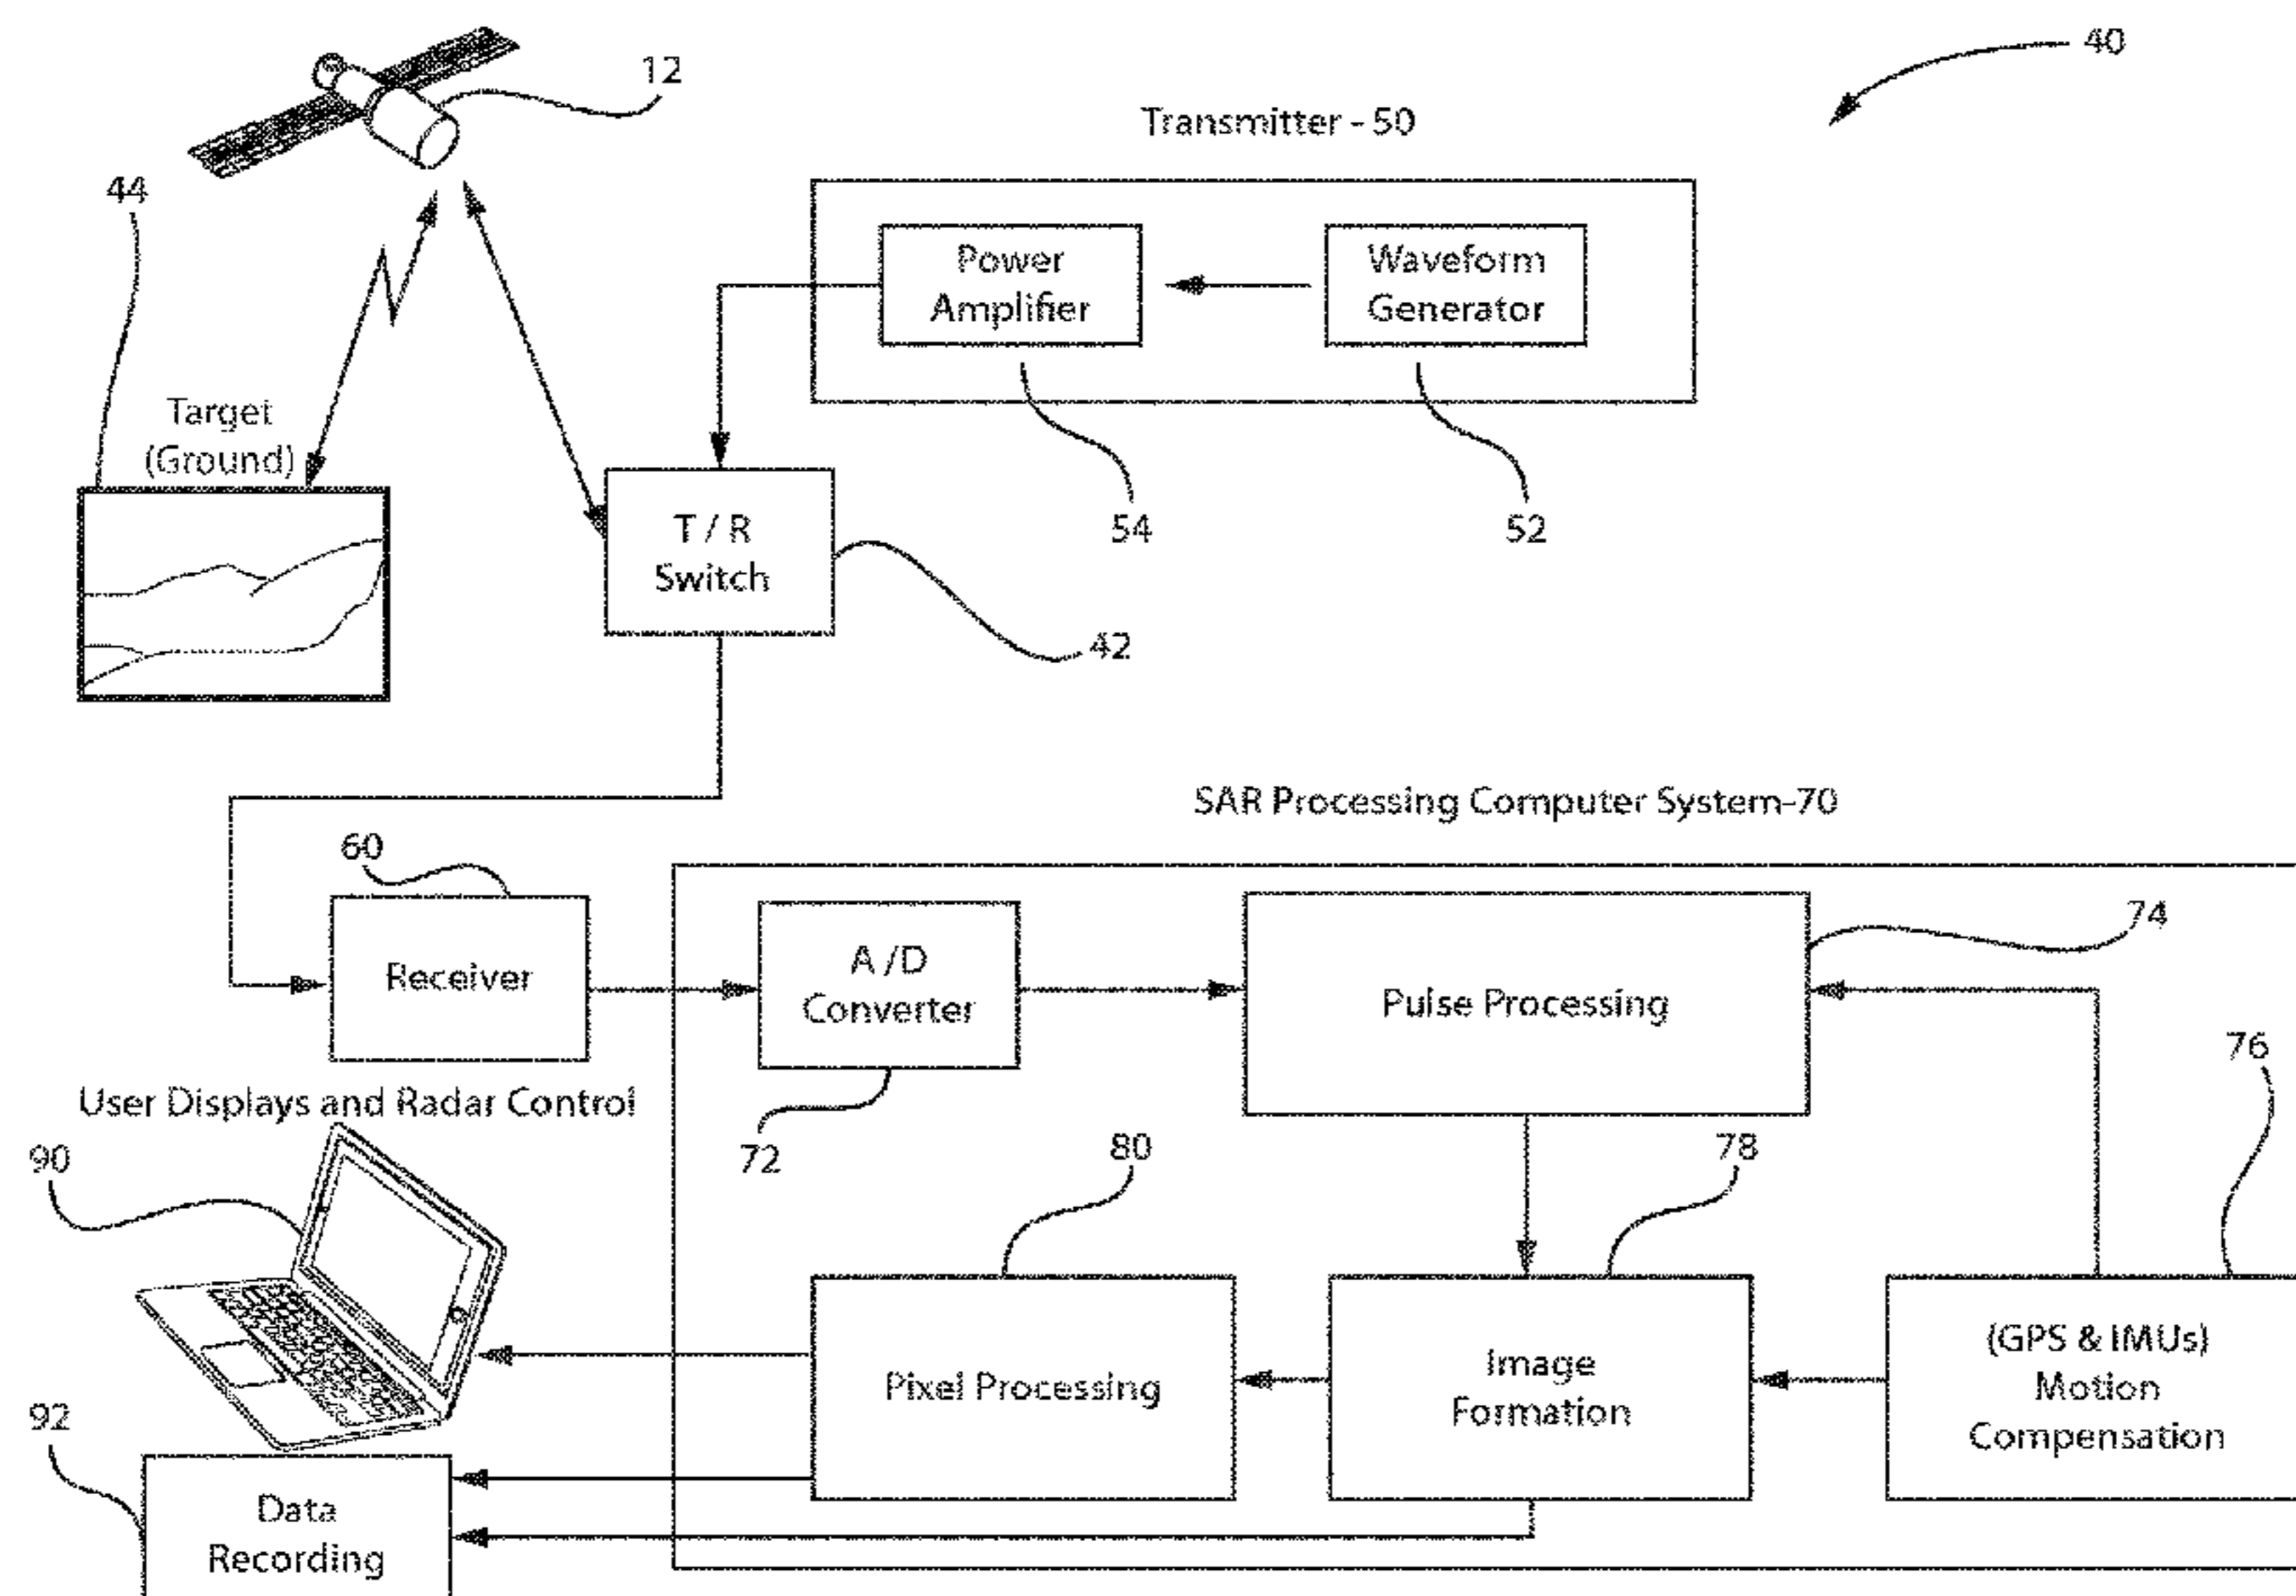 40
12
Transmitter - 50
44
Power
Amplifier
Waveform
Generator
Target
(Ground)
54
52
T / R
Switch
42
SAR Processing Computer System-70
60
74
Receiver
A /D
Converter
Pulse Processing
76
User Displays and Radar Control
72
80
78
90
(GPS & IMUs)
Motion
Compensation
Image
Formation
Pixel Processing
92
Data
Recording